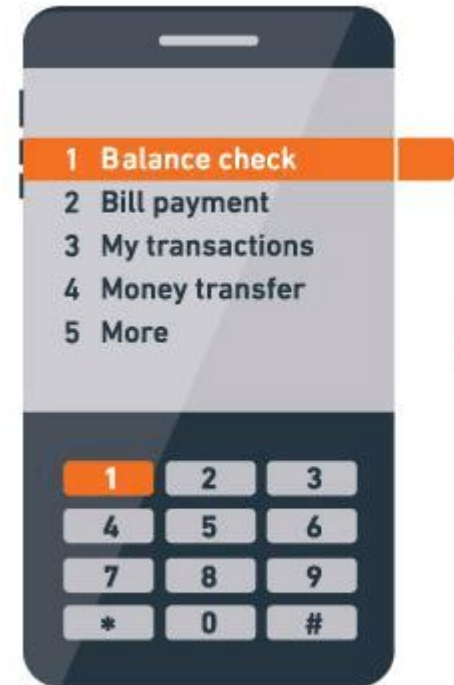 1 Balance check
2 Bill payment
3 My transactions
4 Money transfer
5 More
1 2 3
4 5 6
7 8 9
* 0 #